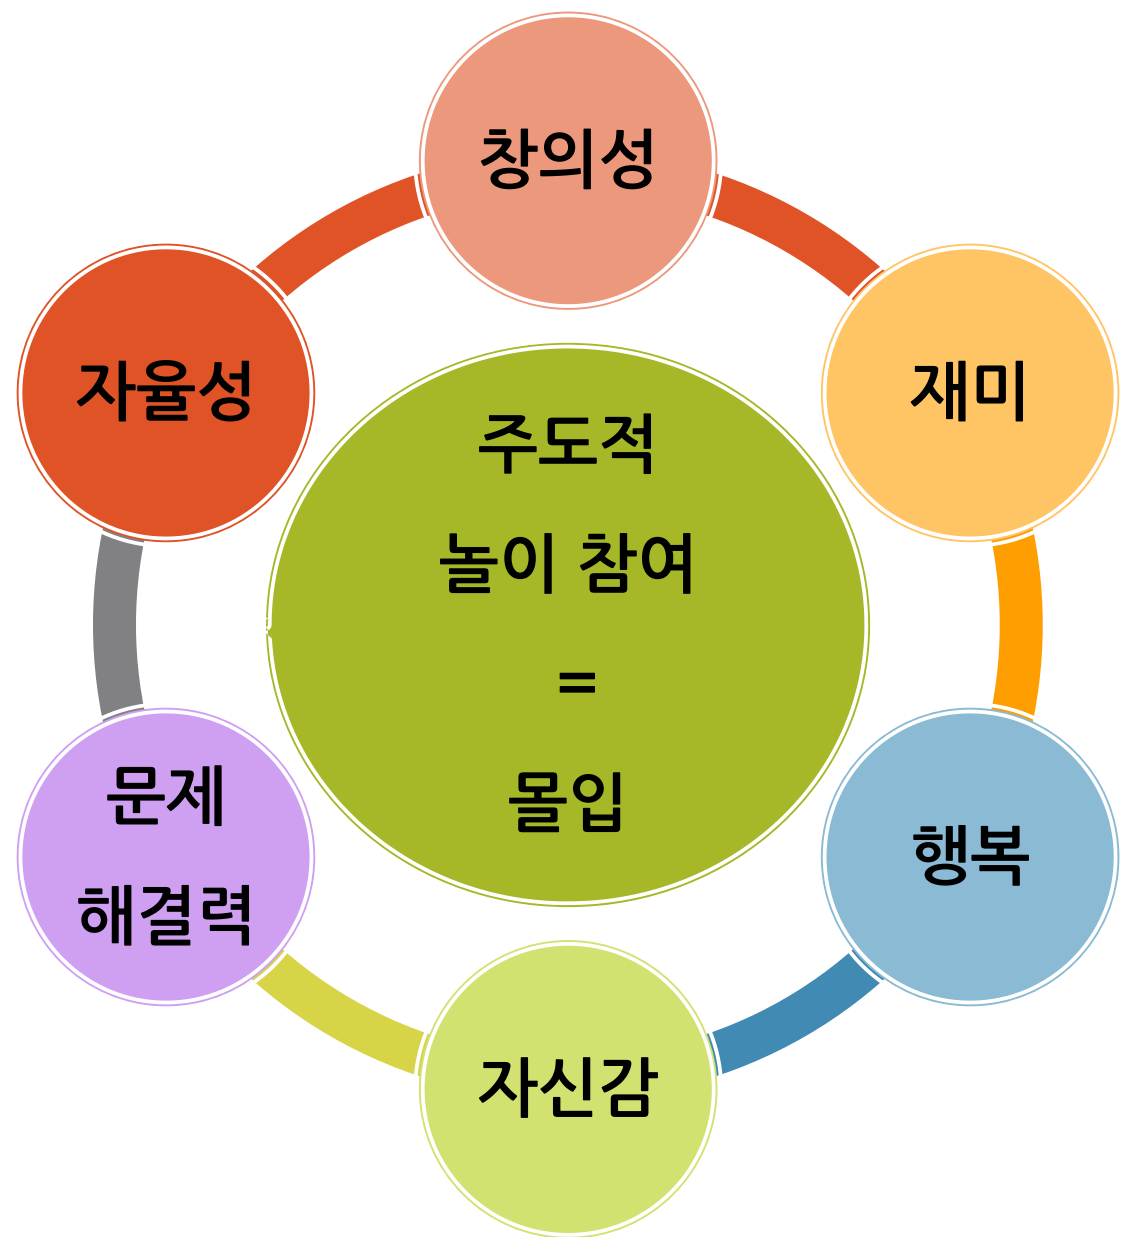 창의성
재미
행복
자신감
문제
해결력
자율성
주도적
놀이 참여
=
몰입